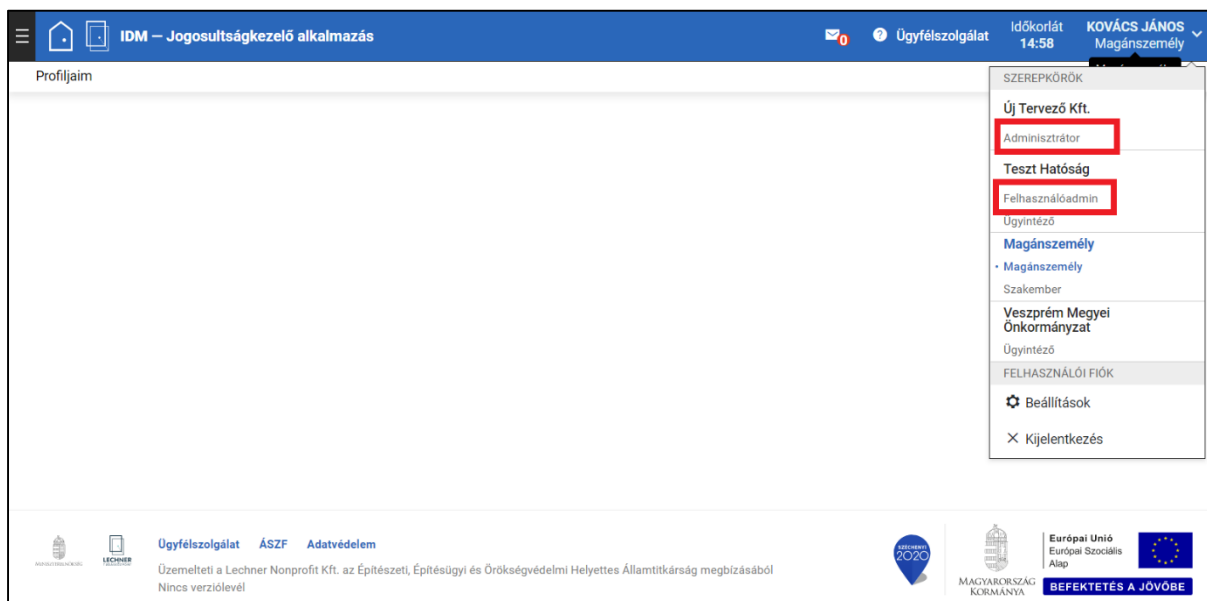 IDM — Jogosultságkezelő alkalmazás
0
? Ügyfélszolgálat
Időkorlát
14:58
KOVÁCS JÁNOS
Magánszemély
Profiljaim
SZEREPKÖRÖK
Új Tervező Kft.
Adminisztrátor
Teszt Hatóság
Felhasználóadmin
Ügyintéző
Magánszemély
Magánszemély
Szakember
Veszprém Megyei
Önkormányzat
Ügyintéző
FELHASZNÁLÓI FIÓK
Beállítások
Kijelentkezés
LECHNER
Ügyfélszolgálat ÁSZF Adatvédelem
Üzemelteti a Lechner Nonprofit Kft. az Építészeti, Építésügyi és Örökségvédelmi Helyettes Államtitkárság megbízásából
Nincs verziólevél
SZÉCHENYI
2020
MAGYARORSZÁG
KORMÁNYA
Európai Unió
Európai Szociális
Alap
BEFEKTETÉS A JÖVŐBE